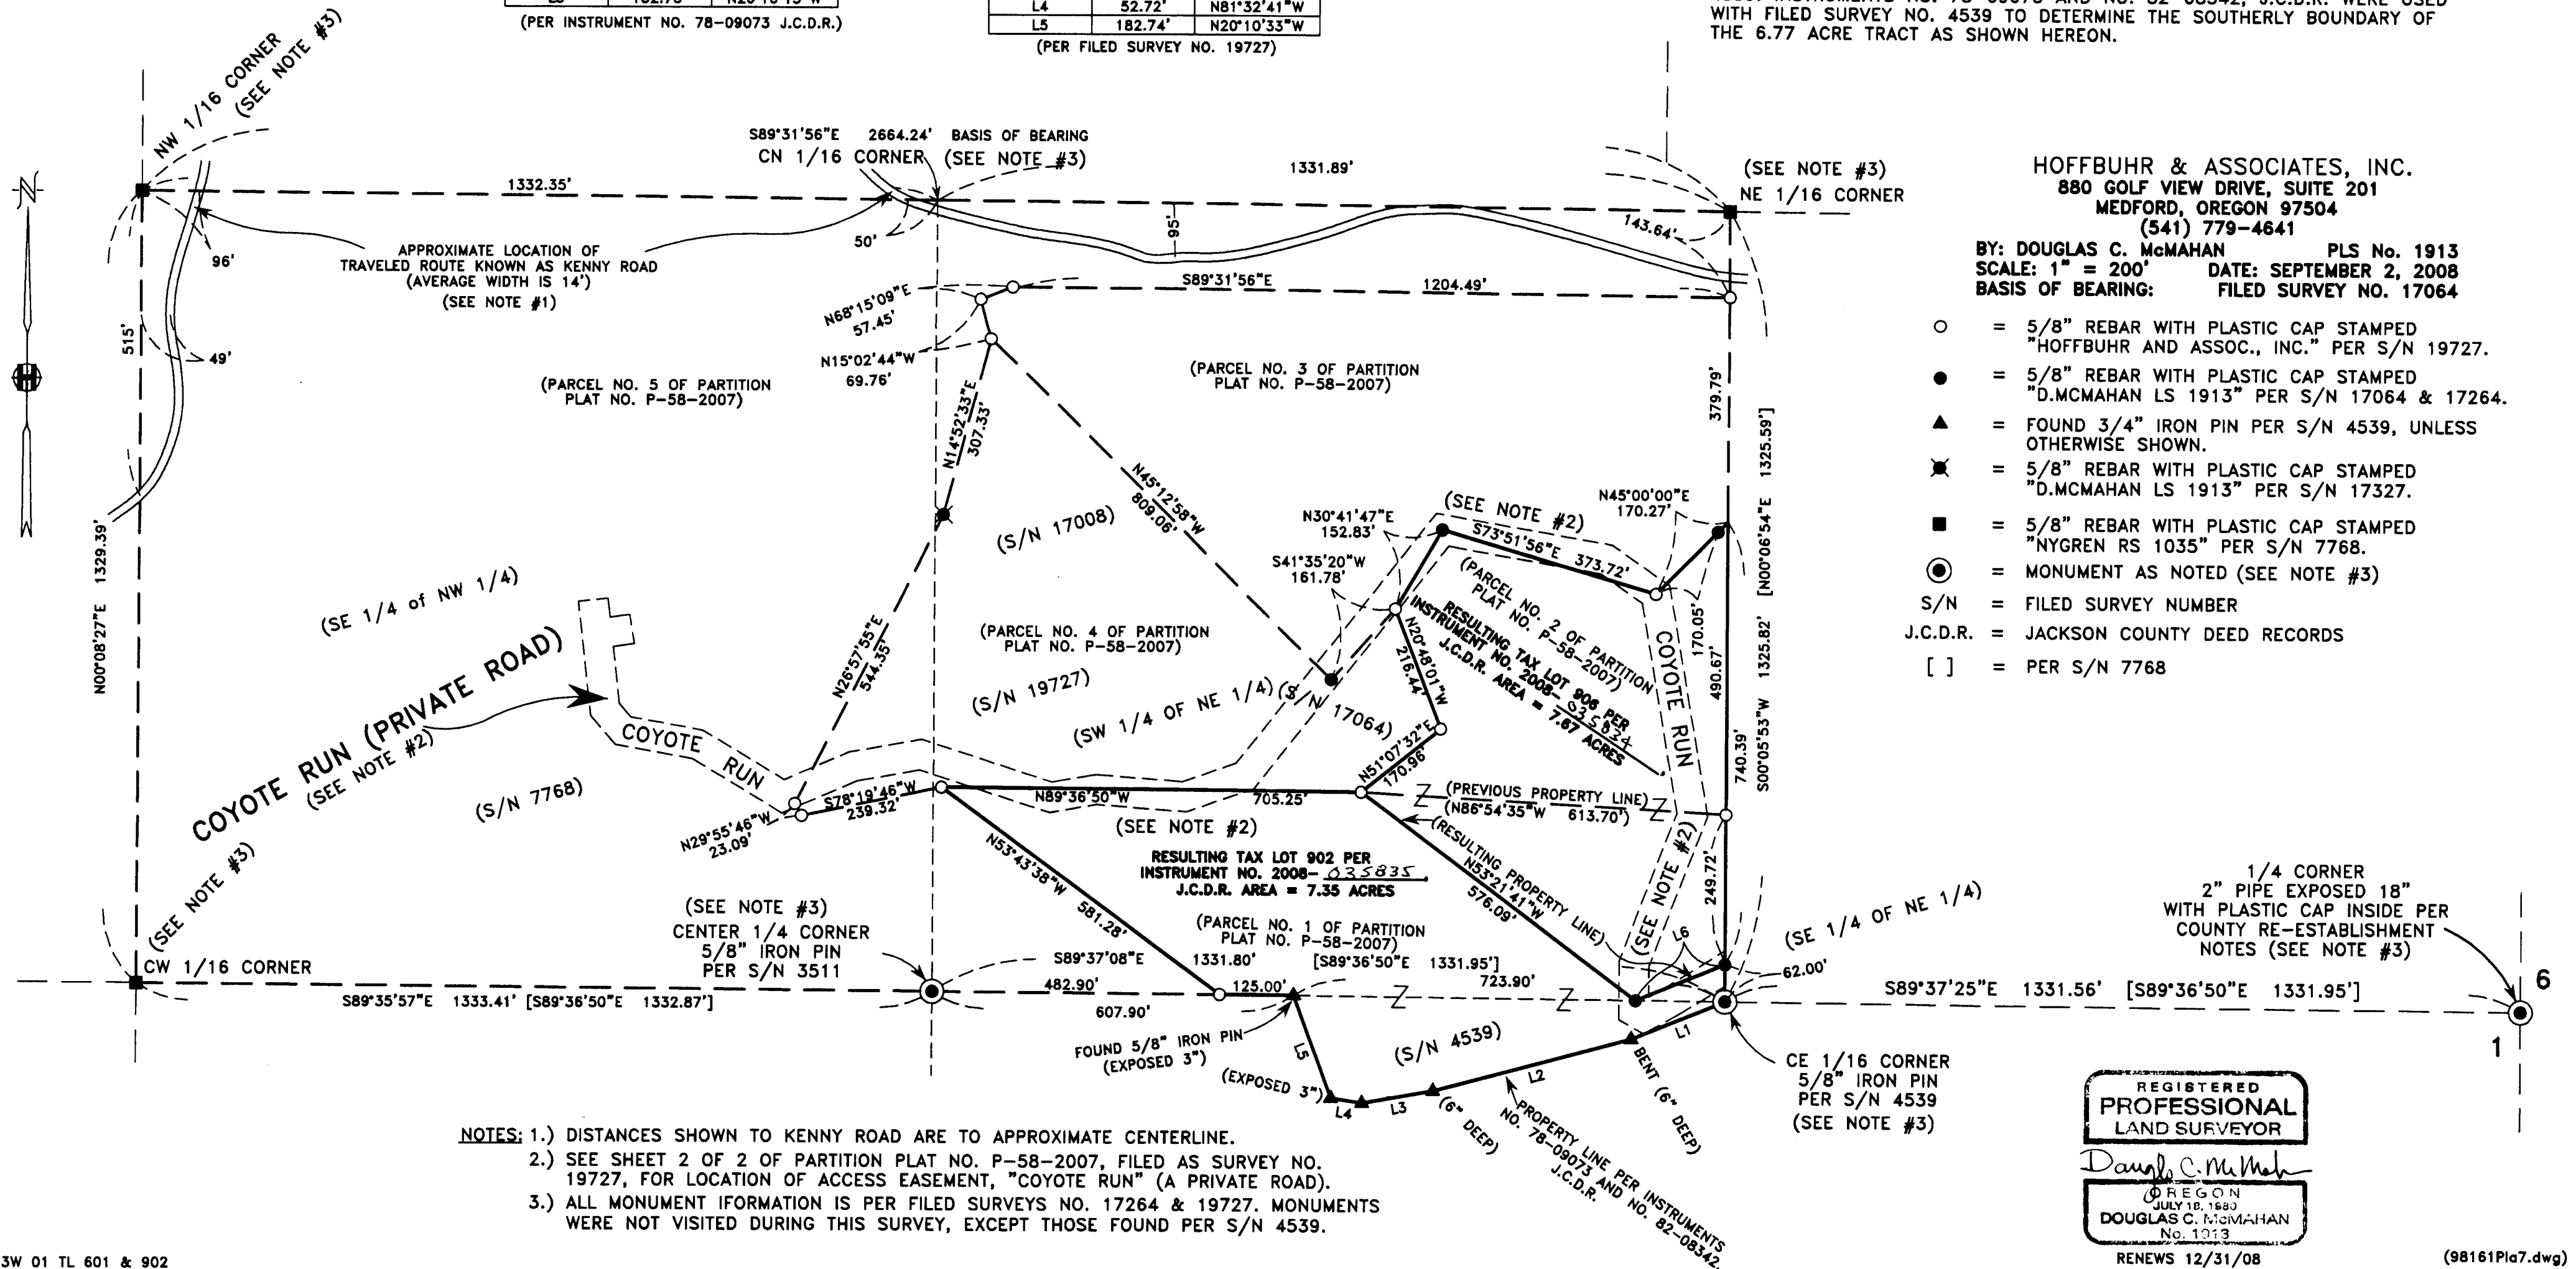 (PER INSTRUMENT NO. 78-09073 J.C.D.R.)
L4 52.72' N81°32'41"W
L5 182.74' N20°10'33"W
(PER FILED SURVEY NO. 19727)
WITH FILED SURVEY NO. 4539 TO DETERMINE THE SOUTHERLY BOUNDARY OF
THE 6.77 ACRE TRACT AS SHOWN HEREON.
NW 1/16 CORNER
(SEE NOTE #3)
S89°31'56"E 2664.24' BASIS OF BEARING
CN 1/16 CORNER (SEE NOTE #3)
1332.35'
1331.89'
(SEE NOTE #3)
NE 1/16 CORNER
N
H
96'
50'
95'
143.64'
APPROXIMATE LOCATION OF
TRAVELED ROUTE KNOWN AS KENNY ROAD
(AVERAGE WIDTH IS 14')
(SEE NOTE #1)
515'
49'
N00°08'27"E 1329.39'
N68°15'09"E
57.45'
N15°02'44"W
69.76'
S89°31'56"E 1204.49'
(PARCEL NO. 5 OF PARTITION
PLAT NO. P-58-2007)
(PARCEL NO. 3 OF PARTITION
PLAT NO. P-58-2007)
N14°52'33"E
307.33'
N45°12'58"W
809.06'
379.79'
[N00°06'54"E 1325.59']
S00°05'53"W 1325.82'
(S/N 17008)
(SEE NOTE #2)
N45°00'00"E
170.27'
N30°41'47"E
152.83'
S41°35'20"W
161.78'
S73°51'56"E 373.72'
170.05'
490.67'
740.39'
(SE 1/4 of NW 1/4)
COYOTE RUN (PRIVATE ROAD)
(SEE NOTE #2)
COYOTE
RUN
(S/N 7768)
N26°57'55"E
544.35'
(PARCEL NO. 4 OF PARTITION
PLAT NO. P-58-2007)
(S/N 19727)
(SW 1/4 OF NE 1/4)
(S/N 17064)
(PARCEL NO. 2 OF PARTITION
PLAT NO. P-58-2007)
RESULTING TAX LOT 906 PER
INSTRUMENT NO. 2008- 035834
J.C.D.R. AREA = 7.67 ACRES
COYOTE RUN
N20°48'01"W
216.44'
N51°07'32"E
170.96'
S78°19'46"W
239.32'
N29°55'46"W
23.09'
N89°36'50"W 705.25'
(SEE NOTE #2)
(PREVIOUS PROPERTY LINE)
(N86°54'35"W 613.70')
(RESULTING PROPERTY LINE)
N53°21'41"W
576.09'
(SEE NOTE #2)
249.72'
L6
62.00'
RESULTING TAX LOT 902 PER
INSTRUMENT NO. 2008- 035835
J.C.D.R. AREA = 7.35 ACRES
(PARCEL NO. 1 OF PARTITION
PLAT NO. P-58-2007)
N53°43'38"W
581.28'
(SEE NOTE #3)
CW 1/16 CORNER
(SEE NOTE #3)
CENTER 1/4 CORNER
5/8" IRON PIN
PER S/N 3511
S89°35'57"E 1333.41' [S89°36'50"E 1332.87']
S89°37'08"E 1331.80' [S89°36'50"E 1331.95']
482.90'
125.00'
723.90'
607.90'
FOUND 5/8" IRON PIN
(EXPOSED 3")
(EXPOSED 3")
L5
L4
L3
L2
L1
(S/N 4539)
(6" DEEP)
BENT (6" DEEP)
PROPERTY LINE PER INSTRUMENTS
NO. 78-09073 AND NO. 82-08342,
J.C.D.R.
(SE 1/4 OF NE 1/4)
S89°37'25"E 1331.56' [S89°36'50"E 1331.95']
CE 1/16 CORNER
5/8" IRON PIN
PER S/N 4539
(SEE NOTE #3)
1/4 CORNER
2" PIPE EXPOSED 18"
WITH PLASTIC CAP INSIDE PER
COUNTY RE-ESTABLISHMENT
NOTES (SEE NOTE #3)
6
1
HOFFBUHR & ASSOCIATES, INC.
880 GOLF VIEW DRIVE, SUITE 201
MEDFORD, OREGON 97504
(541) 779-4641
BY: DOUGLAS C. McMAHAN PLS No. 1913
SCALE: 1" = 200' DATE: SEPTEMBER 2, 2008
BASIS OF BEARING: FILED SURVEY NO. 17064
= 5/8" REBAR WITH PLASTIC CAP STAMPED
"HOFFBUHR AND ASSOC., INC." PER S/N 19727.
= 5/8" REBAR WITH PLASTIC CAP STAMPED
"D.MCMAHAN LS 1913" PER S/N 17064 & 17264.
= FOUND 3/4" IRON PIN PER S/N 4539, UNLESS
OTHERWISE SHOWN.
= 5/8" REBAR WITH PLASTIC CAP STAMPED
"D.MCMAHAN LS 1913" PER S/N 17327.
= 5/8" REBAR WITH PLASTIC CAP STAMPED
"NYGREN RS 1035" PER S/N 7768.
= MONUMENT AS NOTED (SEE NOTE #3)
S/N = FILED SURVEY NUMBER
J.C.D.R. = JACKSON COUNTY DEED RECORDS
[ ] = PER S/N 7768
NOTES: 1.) DISTANCES SHOWN TO KENNY ROAD ARE TO APPROXIMATE CENTERLINE.
2.) SEE SHEET 2 OF 2 OF PARTITION PLAT NO. P-58-2007, FILED AS SURVEY NO.
19727, FOR LOCATION OF ACCESS EASEMENT, "COYOTE RUN" (A PRIVATE ROAD).
3.) ALL MONUMENT IFORMATION IS PER FILED SURVEYS NO. 17264 & 19727. MONUMENTS
WERE NOT VISITED DURING THIS SURVEY, EXCEPT THOSE FOUND PER S/N 4539.
REGISTERED
PROFESSIONAL
LAND SURVEYOR
Douglas C. McMahan
OREGON
JULY 18, 1980
DOUGLAS C. McMAHAN
No. 1913
RENEWS 12/31/08
3W 01 TL 601 & 902
(98161Pla7.dwg)